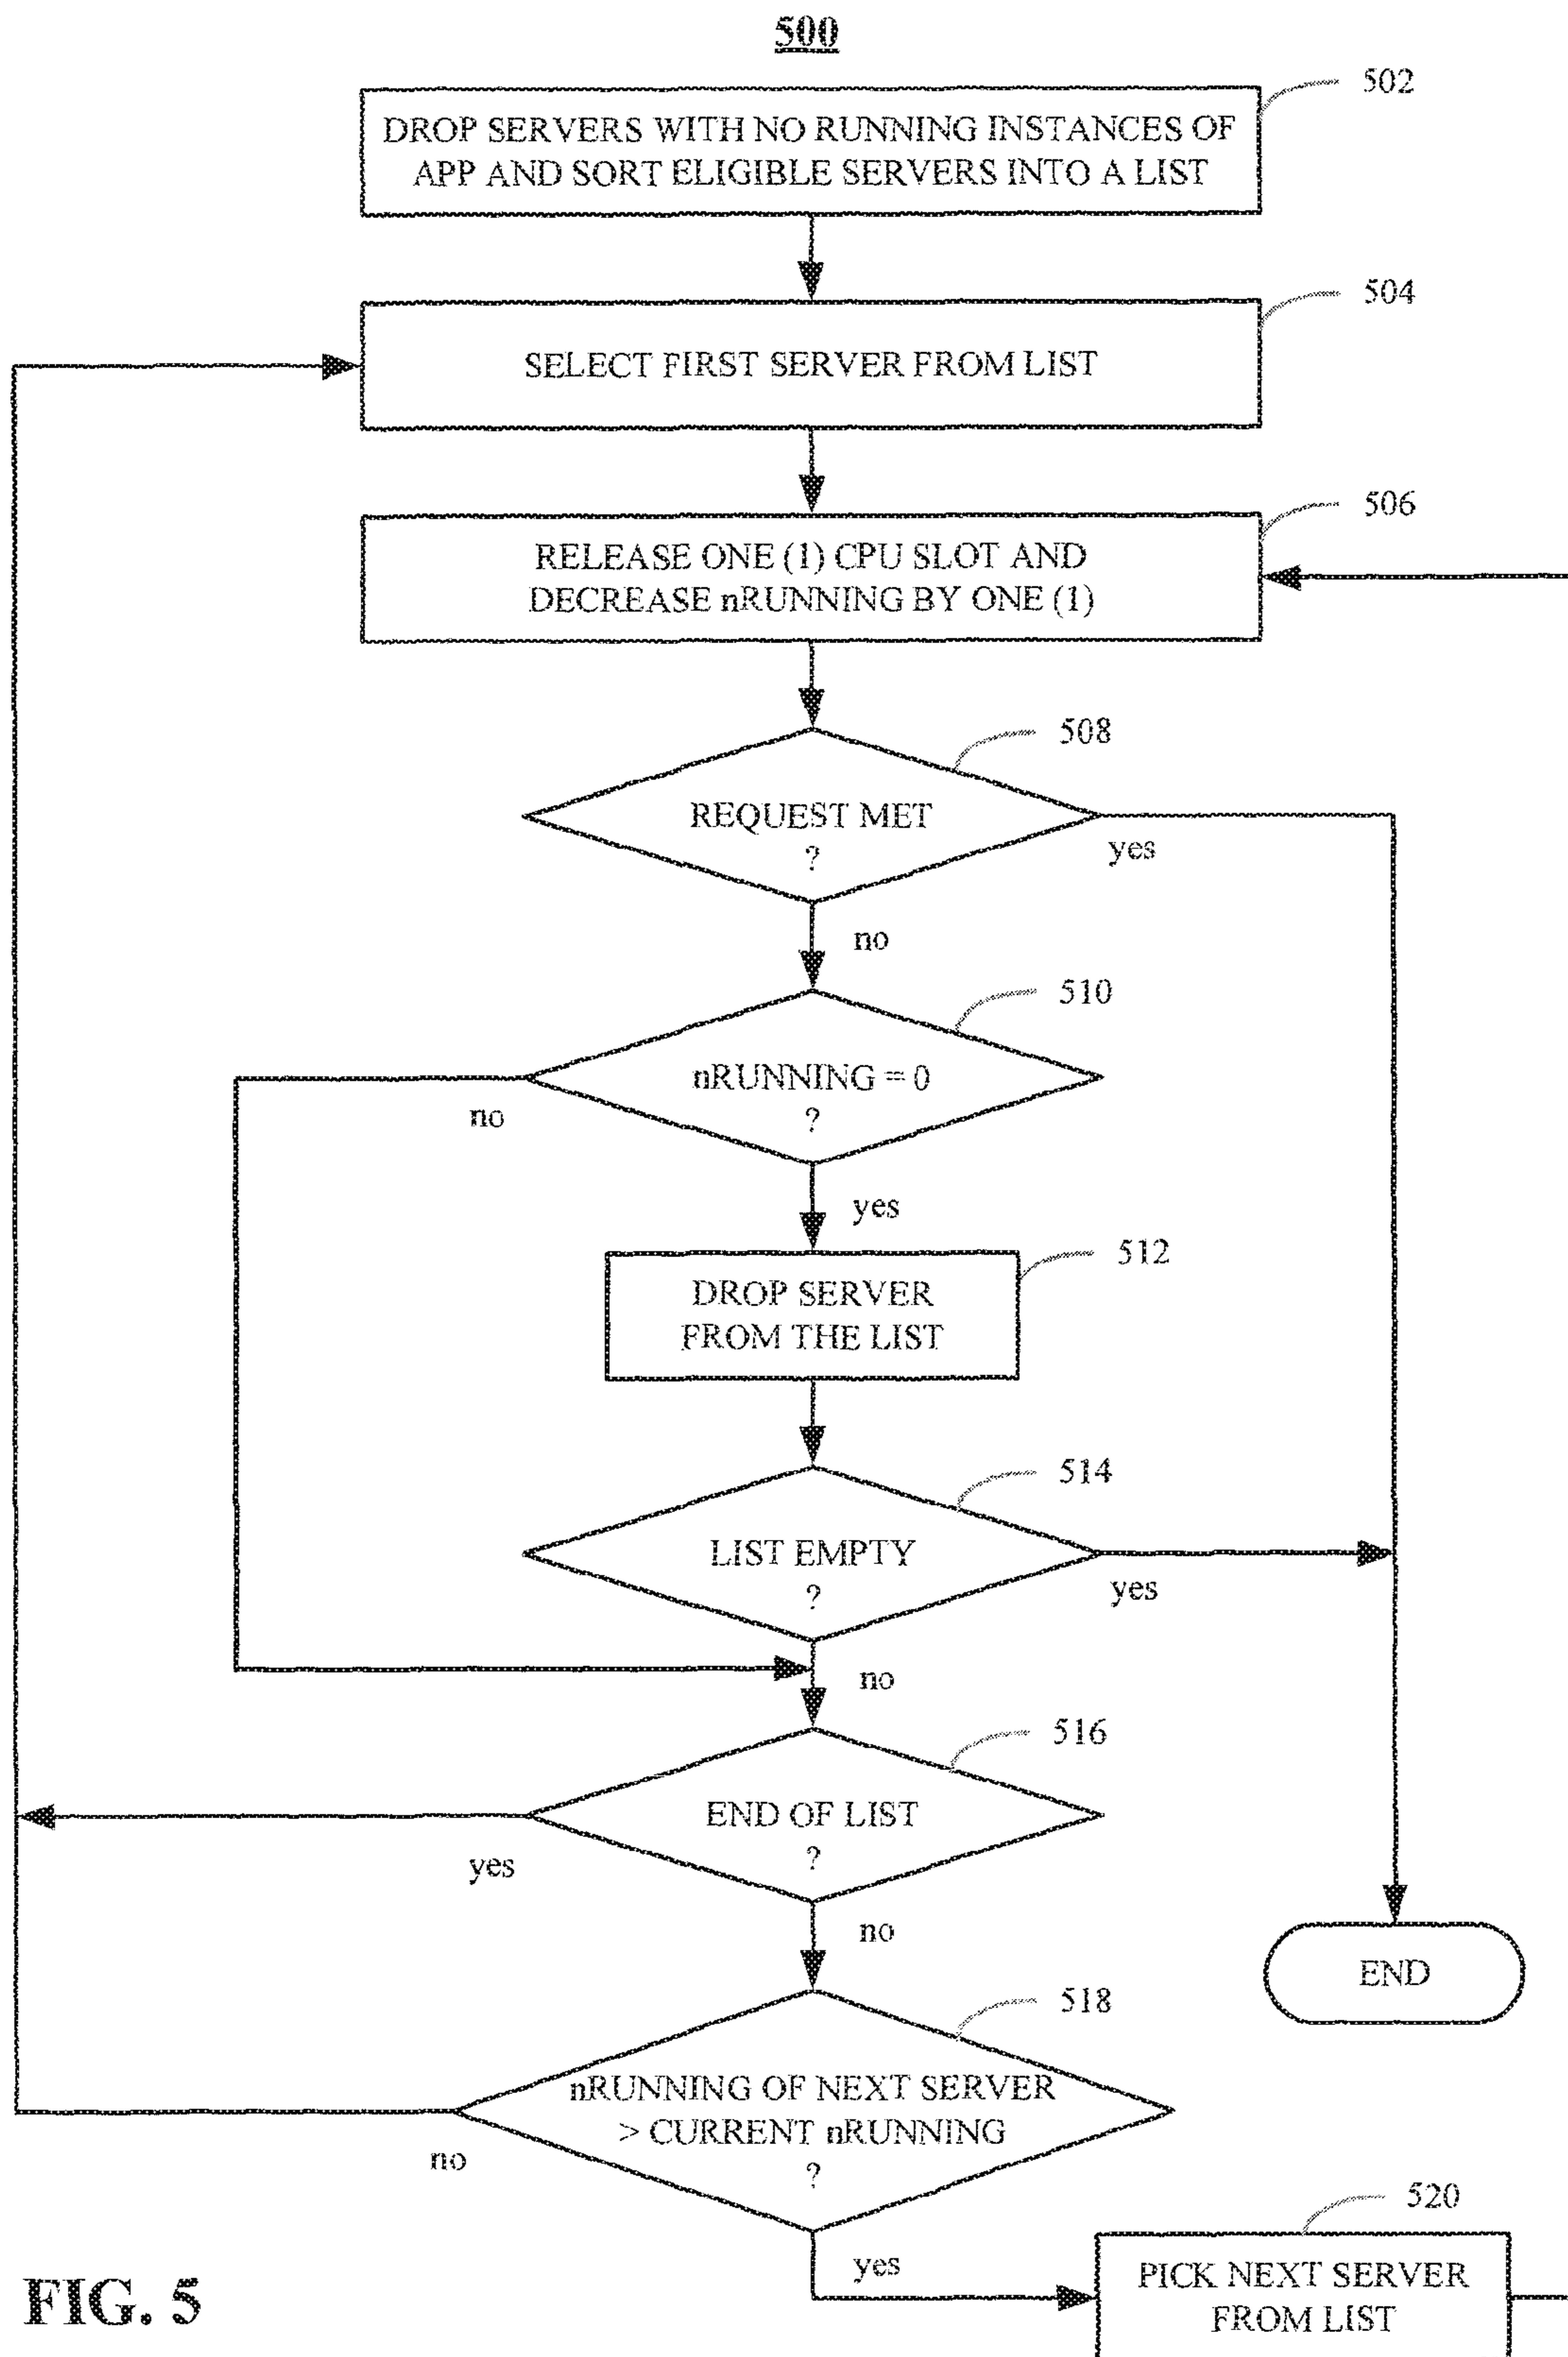 500
502
DROP SERVERS WITH NO RUNNING INSTANCES OF
APP AND SORT ELIGIBLE SERVERS INTO A LIST
504
SELECT FIRST SERVER FROM LIST
506
RELEASE ONE (1) CPU SLOT AND
DECREASE nRUNNING BY ONE (1)
508
REQUEST MET
?
yes
no
510
nRUNNING = 0
?
no
yes
512
DROP SERVER
FROM THE LIST
514
LIST EMPTY
?
yes
no
516
END OF LIST
?
yes
no
END
518
nRUNNING OF NEXT SERVER
> CURRENT nRUNNING
?
no
yes
520
PICK NEXT SERVER
FROM LIST
FIG. 5